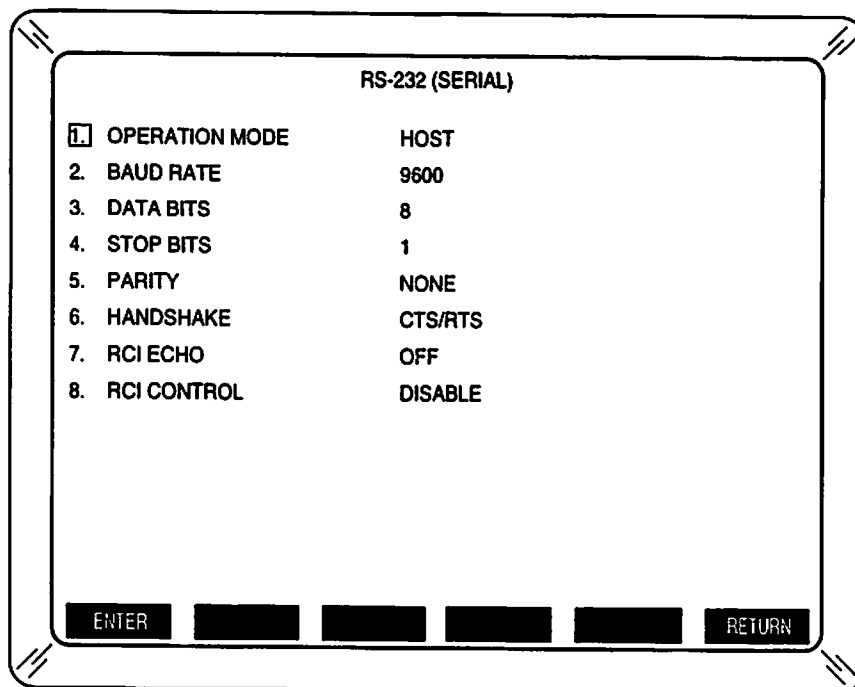 RS-232 (SERIAL)
1. OPERATION MODE HOST
2. BAUD RATE 9600
3. DATA BITS 8
4. STOP BITS 1
5. PARITY NONE
6. HANDSHAKE CTS/RTS
7. RCI ECHO OFF
8. RCI CONTROL DISABLE
ENTER RETURN